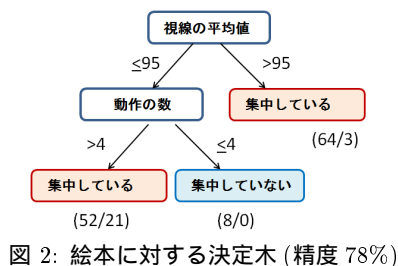 視線の平均値
≤95
>95
動作の数
集中している
(64/3)
>4
≤4
集中している
集中していない
(52/21)
(8/0)
図 2: 絵本に対する決定木 (精度 78%)